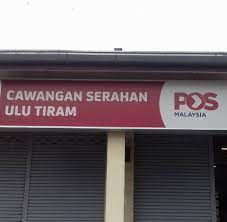 CAWANGAN SERAHAN
ULU TIRAM
POS
MALAYSIA